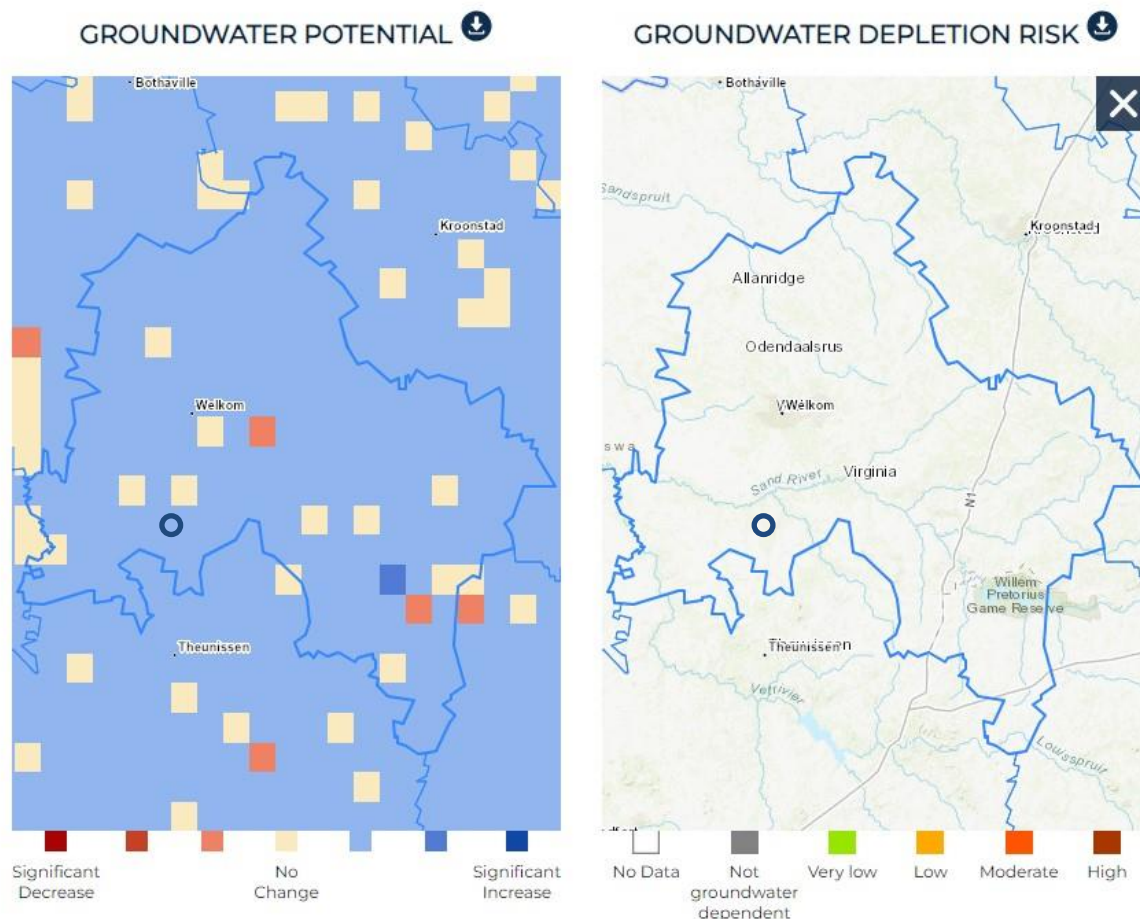 GROUNDWATER POTENTIAL
Bothaville
Kroonstad
Welkom
Theunissen
Significant
Decrease
No
Change
Significant
Increase
GROUNDWATER DEPLETION RISK
Bothaville
Sandspruit
Kroonstad
Allanridge
Odendaalsrus
Welkom
swa
Virginia
Sand River
N1
Willem
Pretorius
Game Reserve
Theunissen
Vetrivier
Louisspruit
No Data
Not
groundwater
dependent
Very low
Low
Moderate
High